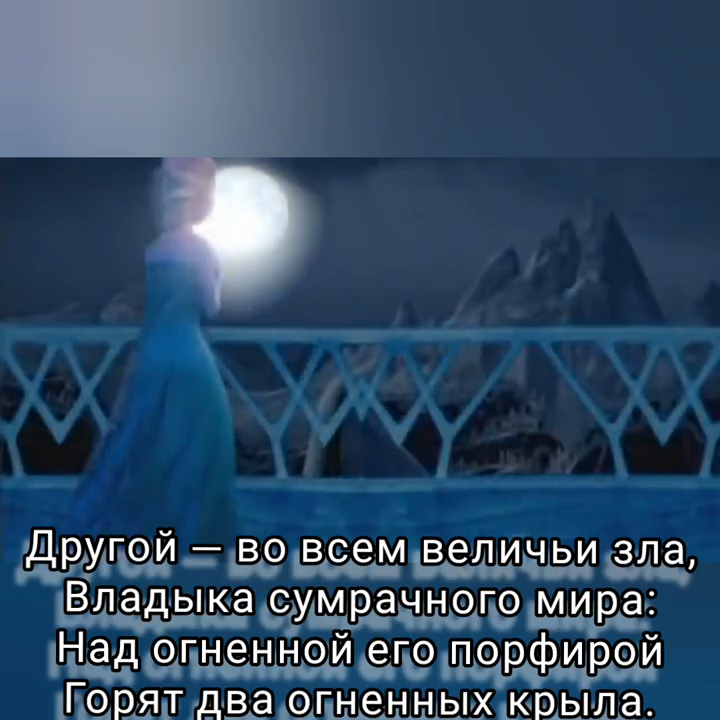 Другой — во всем величьи зла,
Владыка сумрачного мира:
Над огненной его порфирой
Горят два огненных крыла.